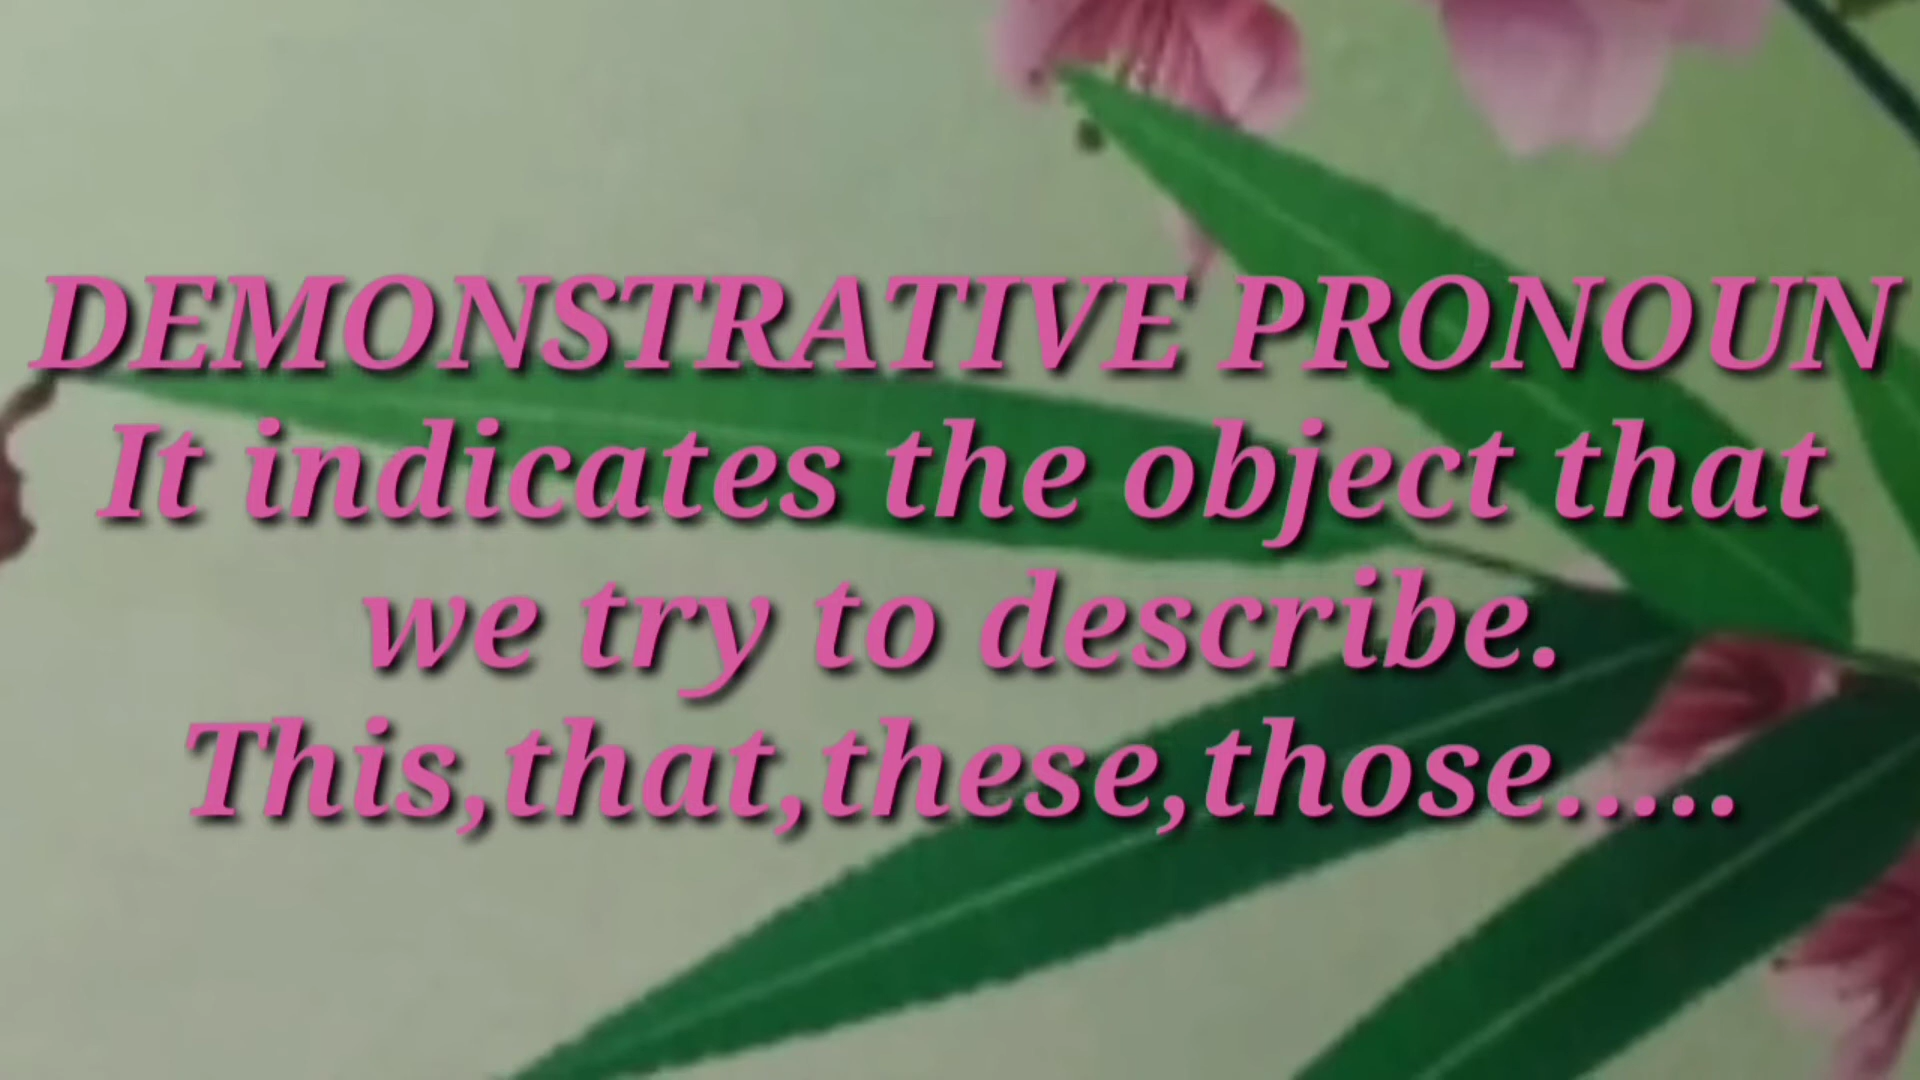 DEMONSTRATIVE PRONOUN
It indicates the object that
we try to describe.
This,that,these,those.....